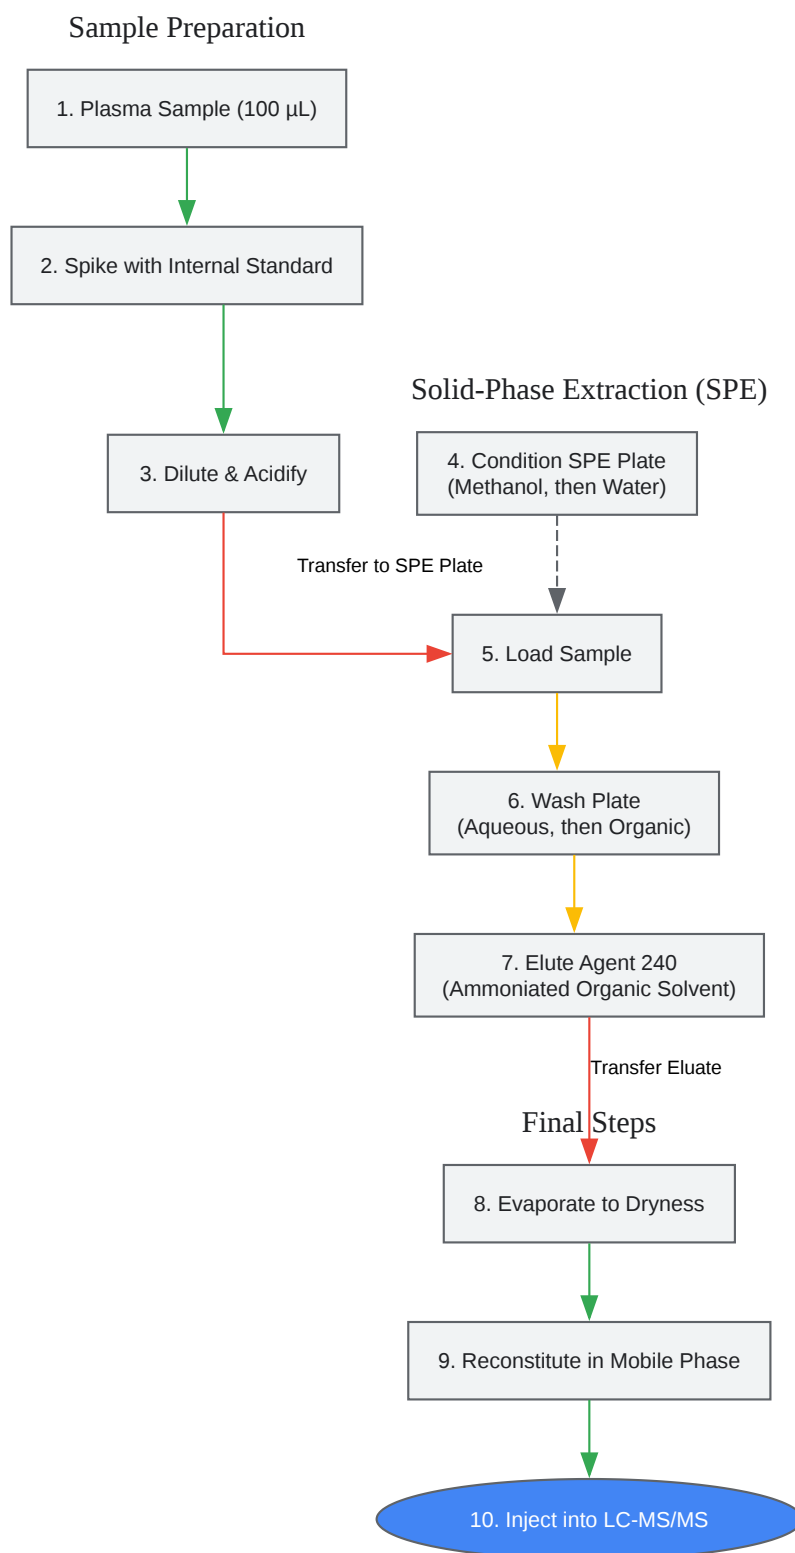 Sample Preparation
1. Plasma Sample (100 µL)
2. Spike with Internal Standard
3. Dilute & Acidify
Solid-Phase Extraction (SPE)
4. Condition SPE Plate
(Methanol, then Water)
Transfer to SPE Plate
5. Load Sample
6. Wash Plate
(Aqueous, then Organic)
7. Elute Agent 240
(Ammoniated Organic Solvent)
Transfer Eluate
Final Steps
8. Evaporate to Dryness
9. Reconstitute in Mobile Phase
10. Inject into LC-MS/MS